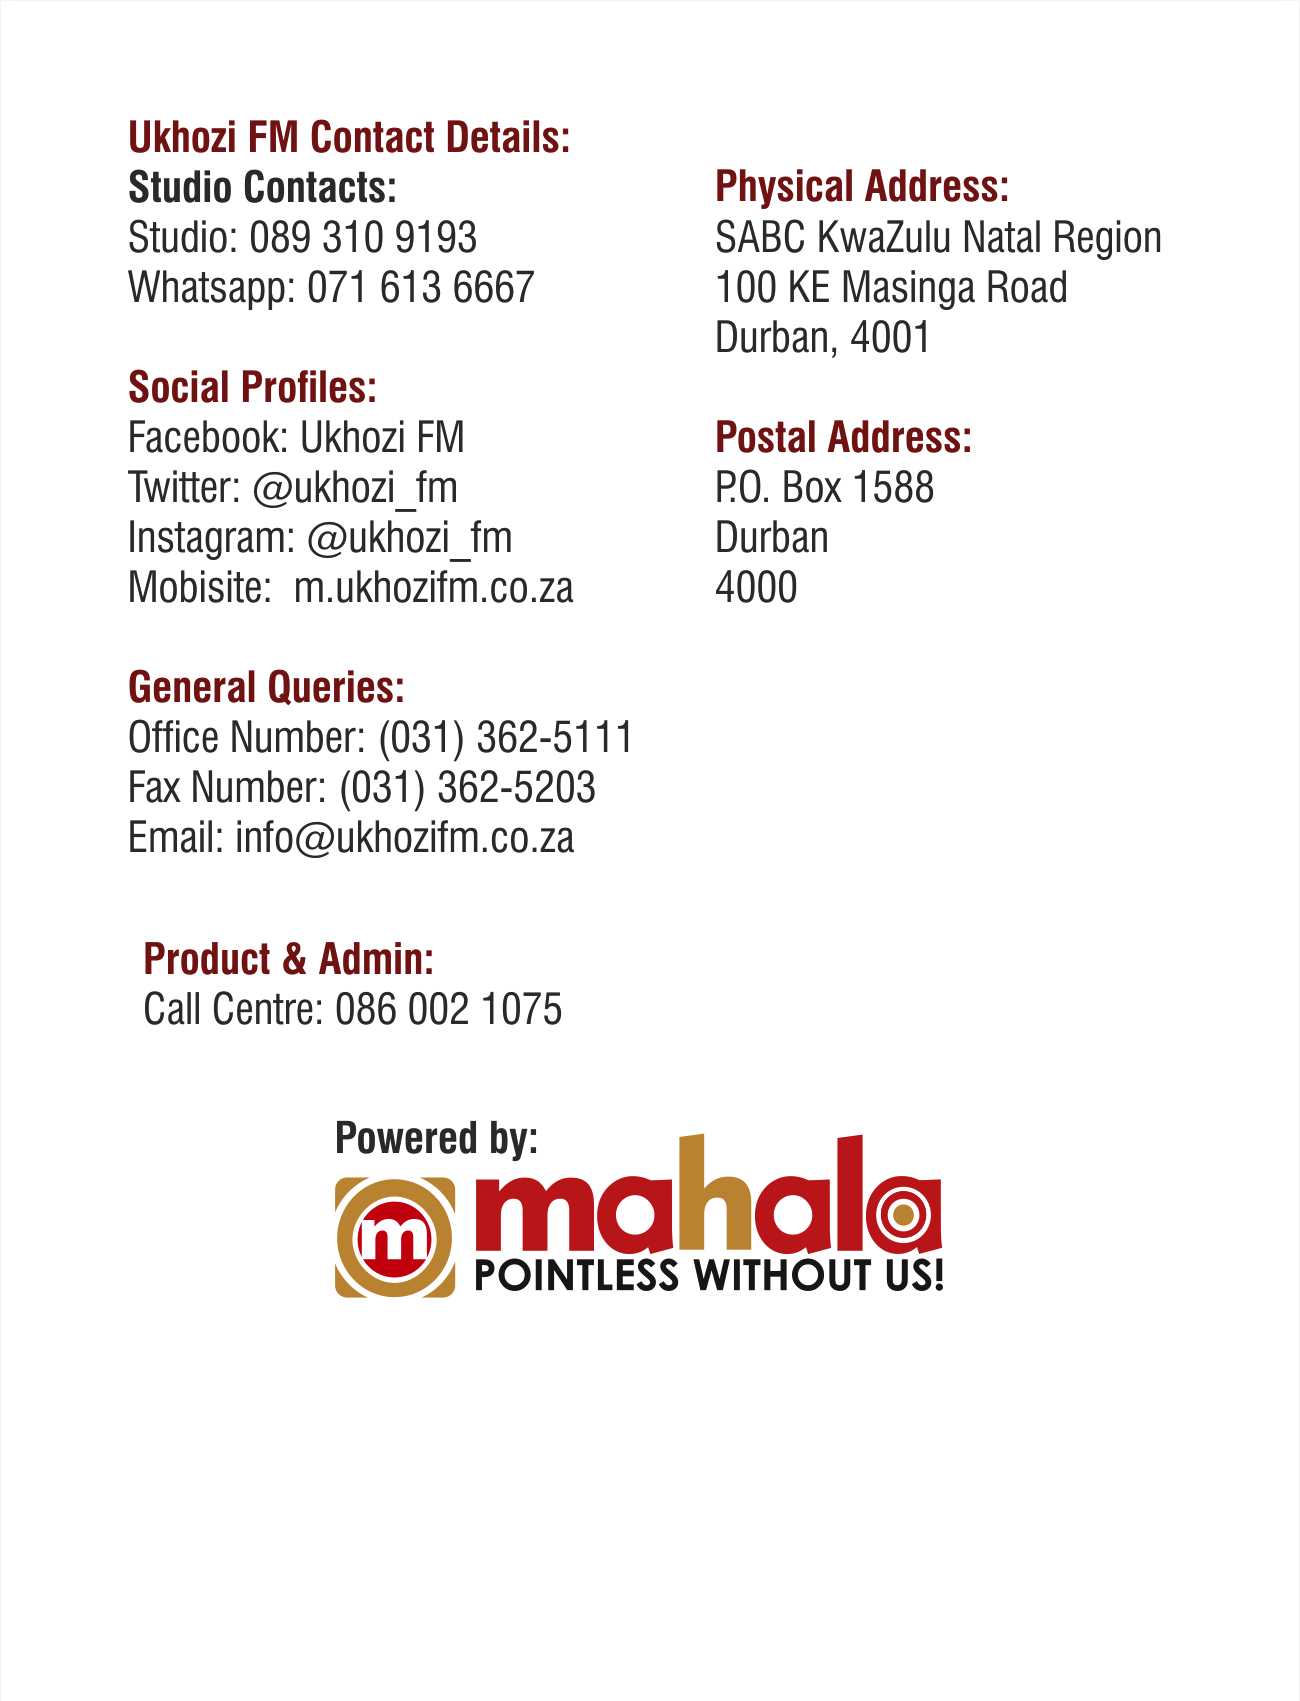 Ukhozi FM Contact Details:
Studio Contacts:
Studio: 089 310 9193
Whatsapp: 071 613 6667
Social Profiles:
Facebook: Ukhozi FM
Twitter: @ukhozi_fm
Instagram: @ukhozi_fm
Mobisite:  m.ukhozifm.co.za
General Queries:
Office Number: (031) 362-5111
Fax Number: (031) 362-5203
Email: info@ukhozifm.co.za
Product & Admin:
Call Centre: 086 002 1075
Physical Address:
SABC KwaZulu Natal Region
100 KE Masinga Road
Durban, 4001
Postal Address:
P.O. Box 1588
Durban
4000
Powered by:
m
mahala
POINTLESS WITHOUT US!